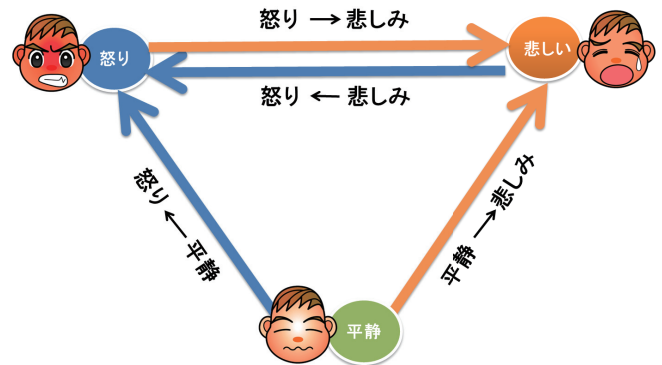 怒り → 悲しみ
怒り
悲しい
怒り ← 悲しみ
怒り ← 平静
平静 → 悲しみ
平静